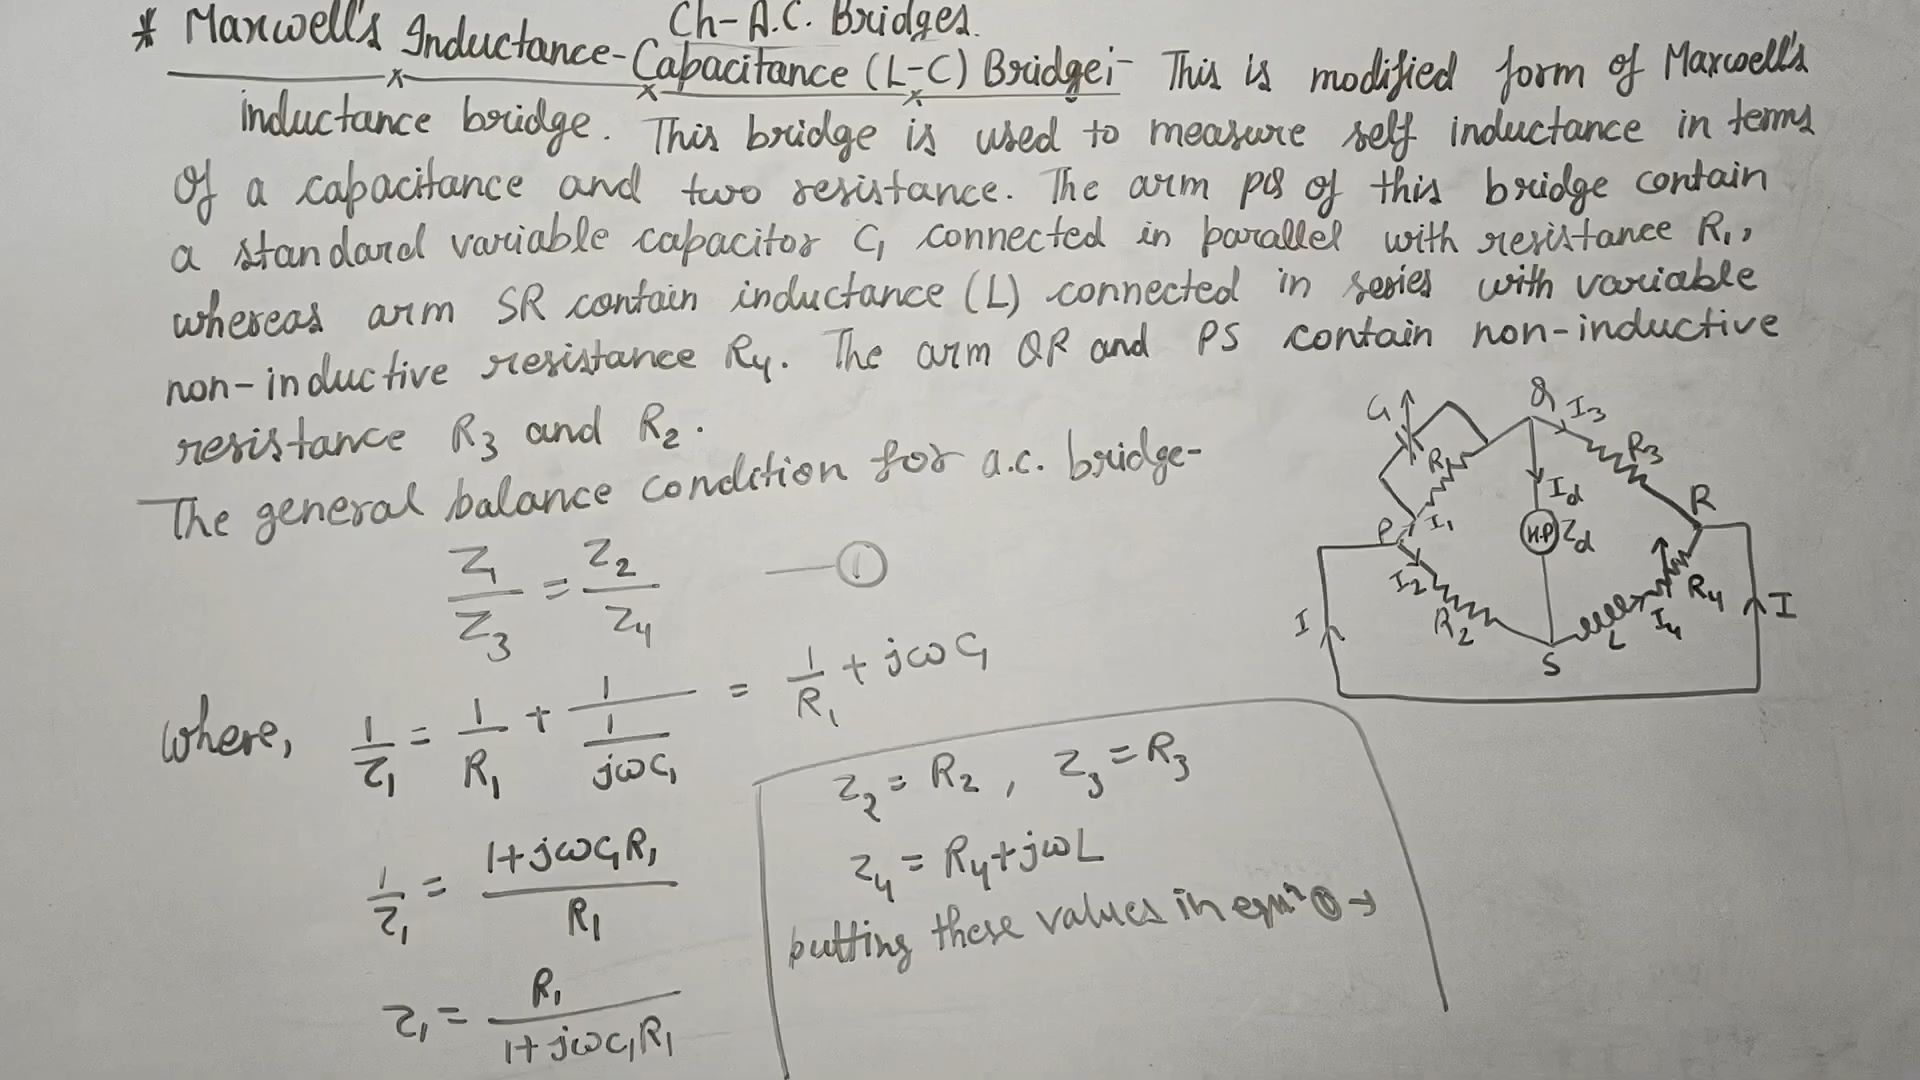 Ch- A.C. Bridges.
* Maxwell's Inductance-Capacitance (L-C) Bridge:- This is modified form of Maxwell's
inductance bridge. This bridge is used to measure self inductance in terms
of a capacitance and two resistance. The arm PQ of this bridge contain
a standard variable capacitor C₁ connected in parallel with resistance R₁,
whereas arm SR contain inductance (L) connected in series with variable
non-inductive resistance R₄. The arm QR and PS contain non-inductive
resistance R₃ and R₂.
The general balance condition for a.c. bridge-
Z₁/Z₃ = Z₂/Z₄ —①
where, 1/Z₁ = 1/R₁ + 1/(1/jωC₁) = 1/R₁ + jωC₁
1/Z₁ = (1+jωC₁R₁)/R₁
Z₁ = R₁/(1+jωC₁R₁)
Z₂ = R₂, Z₃ = R₃
Z₄ = R₄+jωL
putting these values in eqnⁿ ① →
C₁
Q
I₃
R₁
R₃
I_d
R
P
I₁
H.P
Z_d
I₂
R₂
R₄
I₄
L
S
I
I